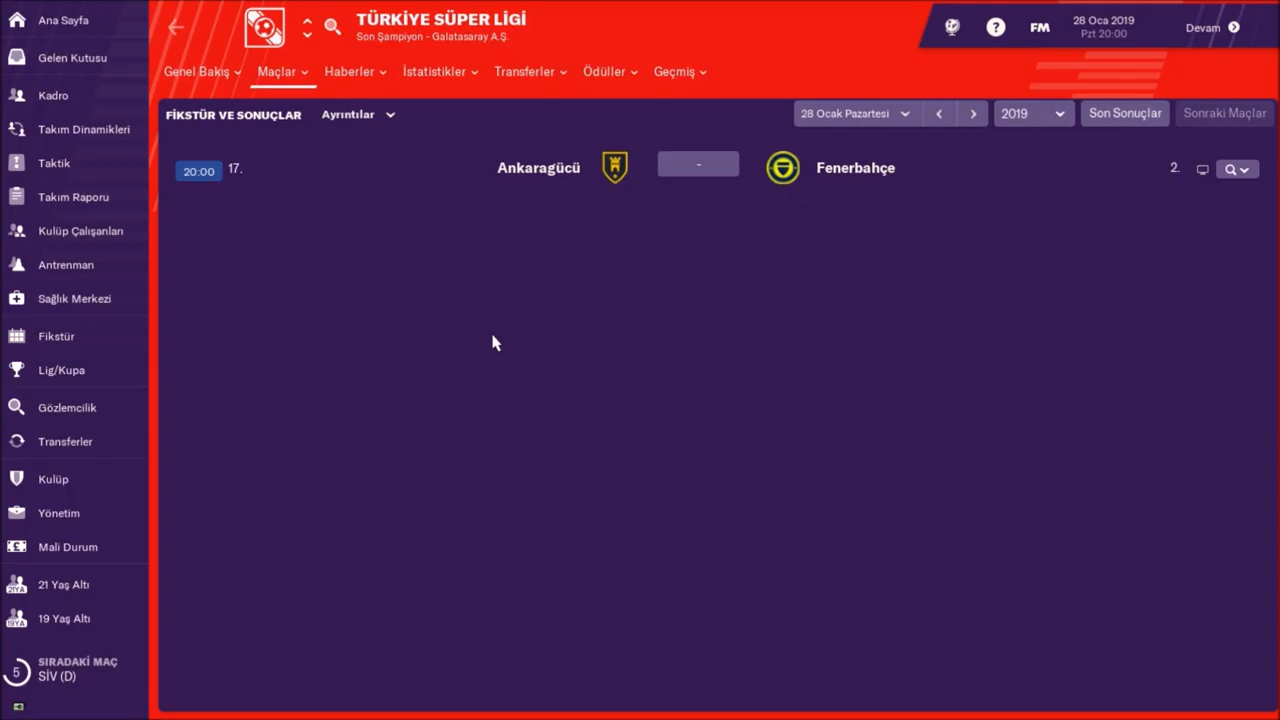 Ana Sayfa
Gelen Kutusu
Kadro
Takım Dinamikleri
Taktik
Takım Raporu
Kulüp Çalışanları
Antrenman
Sağlık Merkezi
Fikstür
Lig/Kupa
Gözlemcilik
Transferler
Kulüp
Yönetim
Mali Durum
21YA
21 Yaş Altı
19YA
19 Yaş Altı
5
SIRADAKİ MAÇ
SİV (D)
TÜRKİYE SÜPER LİGİ
Son Şampiyon - Galatasaray A.Ş.
? FM
28 Oca 2019
Pzt 20:00
Devam
Genel Bakış Maçlar Haberler İstatistikler Transferler Ödüller Geçmiş
FİKSTÜR VE SONUÇLAR Ayrıntılar 28 Ocak Pazartesi 2019 Son Sonuçlar Sonraki Maçlar
20:00 17. Ankaragücü - Fenerbahçe 2.